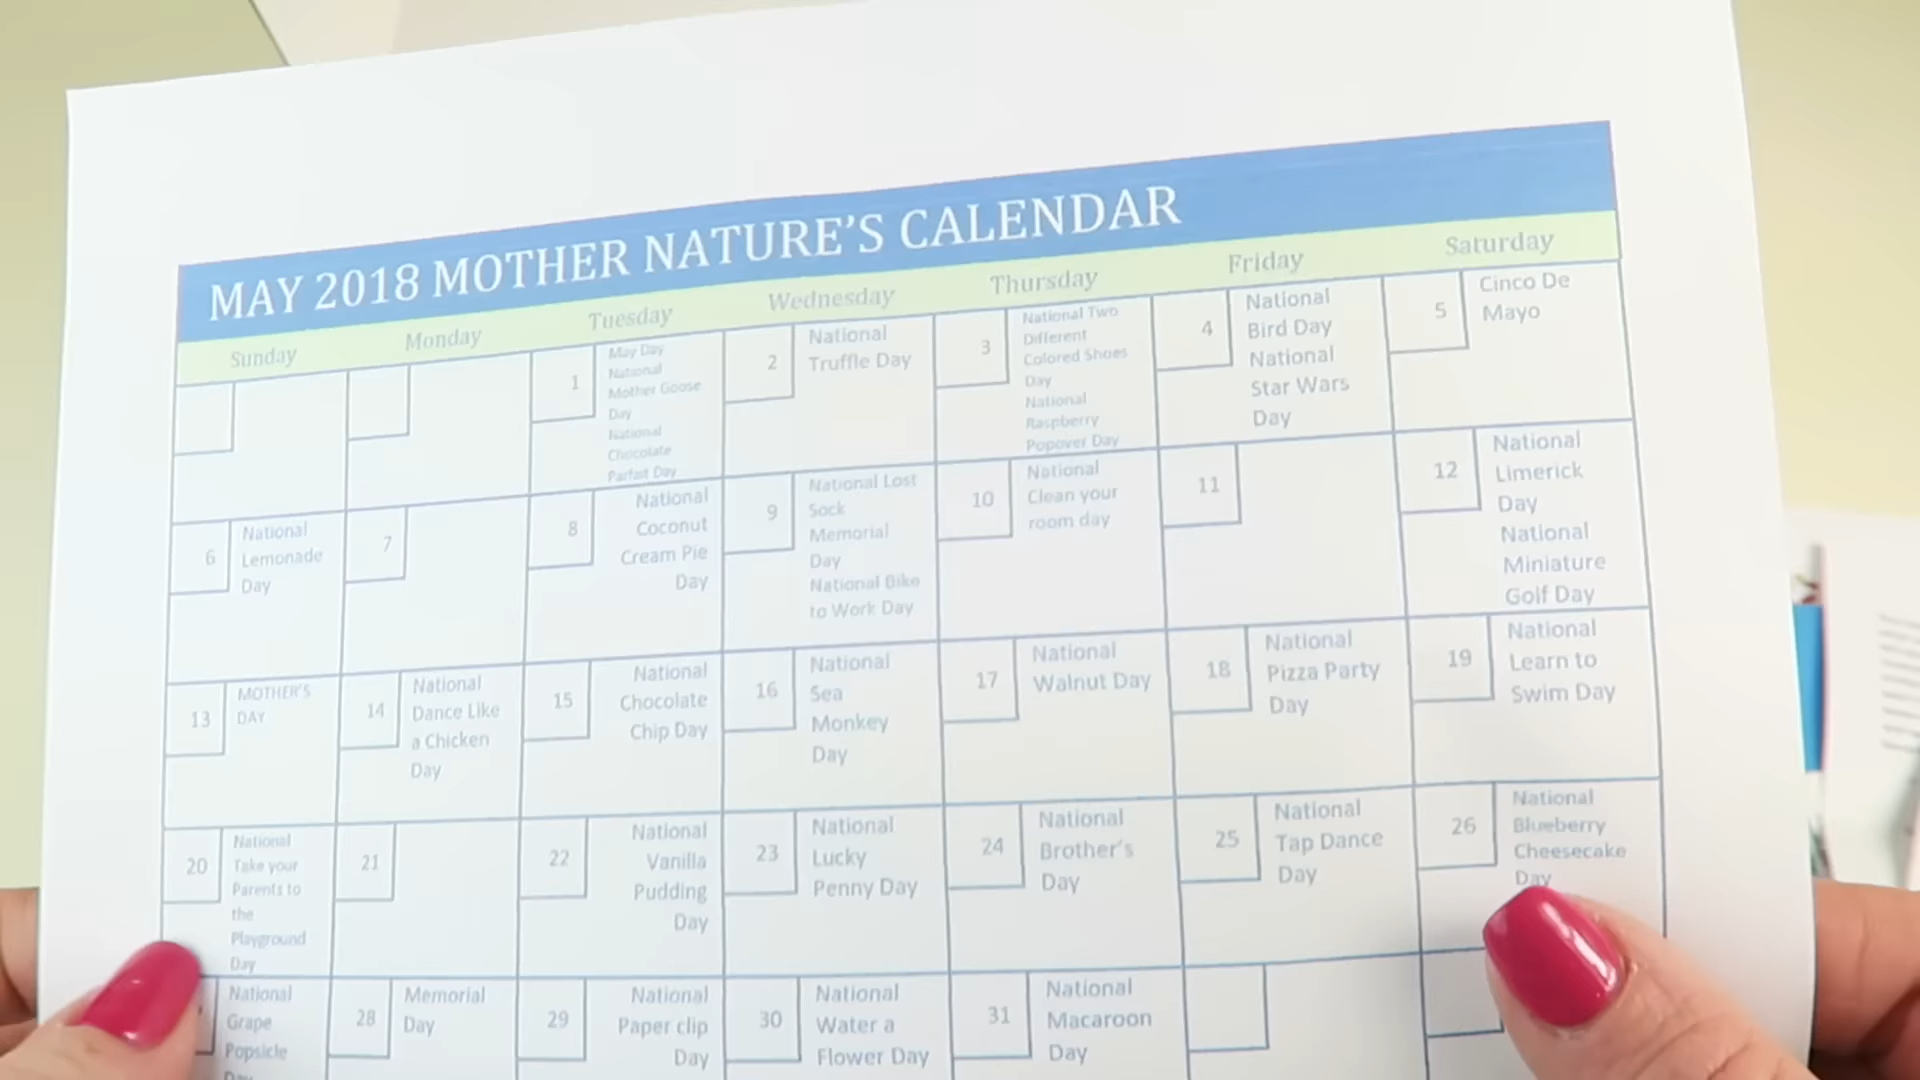 MAY 2018 MOTHER NATURE'S CALENDAR
Sunday
Monday
Tuesday
Wednesday
Thursday
Friday
Saturday
1
May Day
National
Mother Goose
Day
National
Chocolate
Parfait Day
2
National
Truffle Day
3
National Two
Different
Colored Shoes
Day
National
Raspberry
Popover Day
4
National
Bird Day
National
Star Wars
Day
5
Cinco De
Mayo
6
National
Lemonade
Day
7
8
National
Coconut
Cream Pie
Day
9
National Lost
Sock
Memorial
Day
National Bike
to Work Day
10
National
Clean your
room day
11
12
National
Limerick
Day
National
Miniature
Golf Day
13
MOTHER'S
DAY
14
National
Dance Like
a Chicken
Day
15
National
Chocolate
Chip Day
16
National
Sea
Monkey
Day
17
National
Walnut Day
18
National
Pizza Party
Day
19
National
Learn to
Swim Day
20
National
Take your
Parents to
the
Playground
Day
21
22
National
Vanilla
Pudding
Day
23
National
Lucky
Penny Day
24
National
Brother's
Day
25
National
Tap Dance
Day
26
National
Blueberry
Cheesecake
Day
National
Grape
Popsicle
Day
28
Memorial
Day
29
National
Paper clip
Day
30
National
Water a
Flower Day
31
National
Macaroon
Day